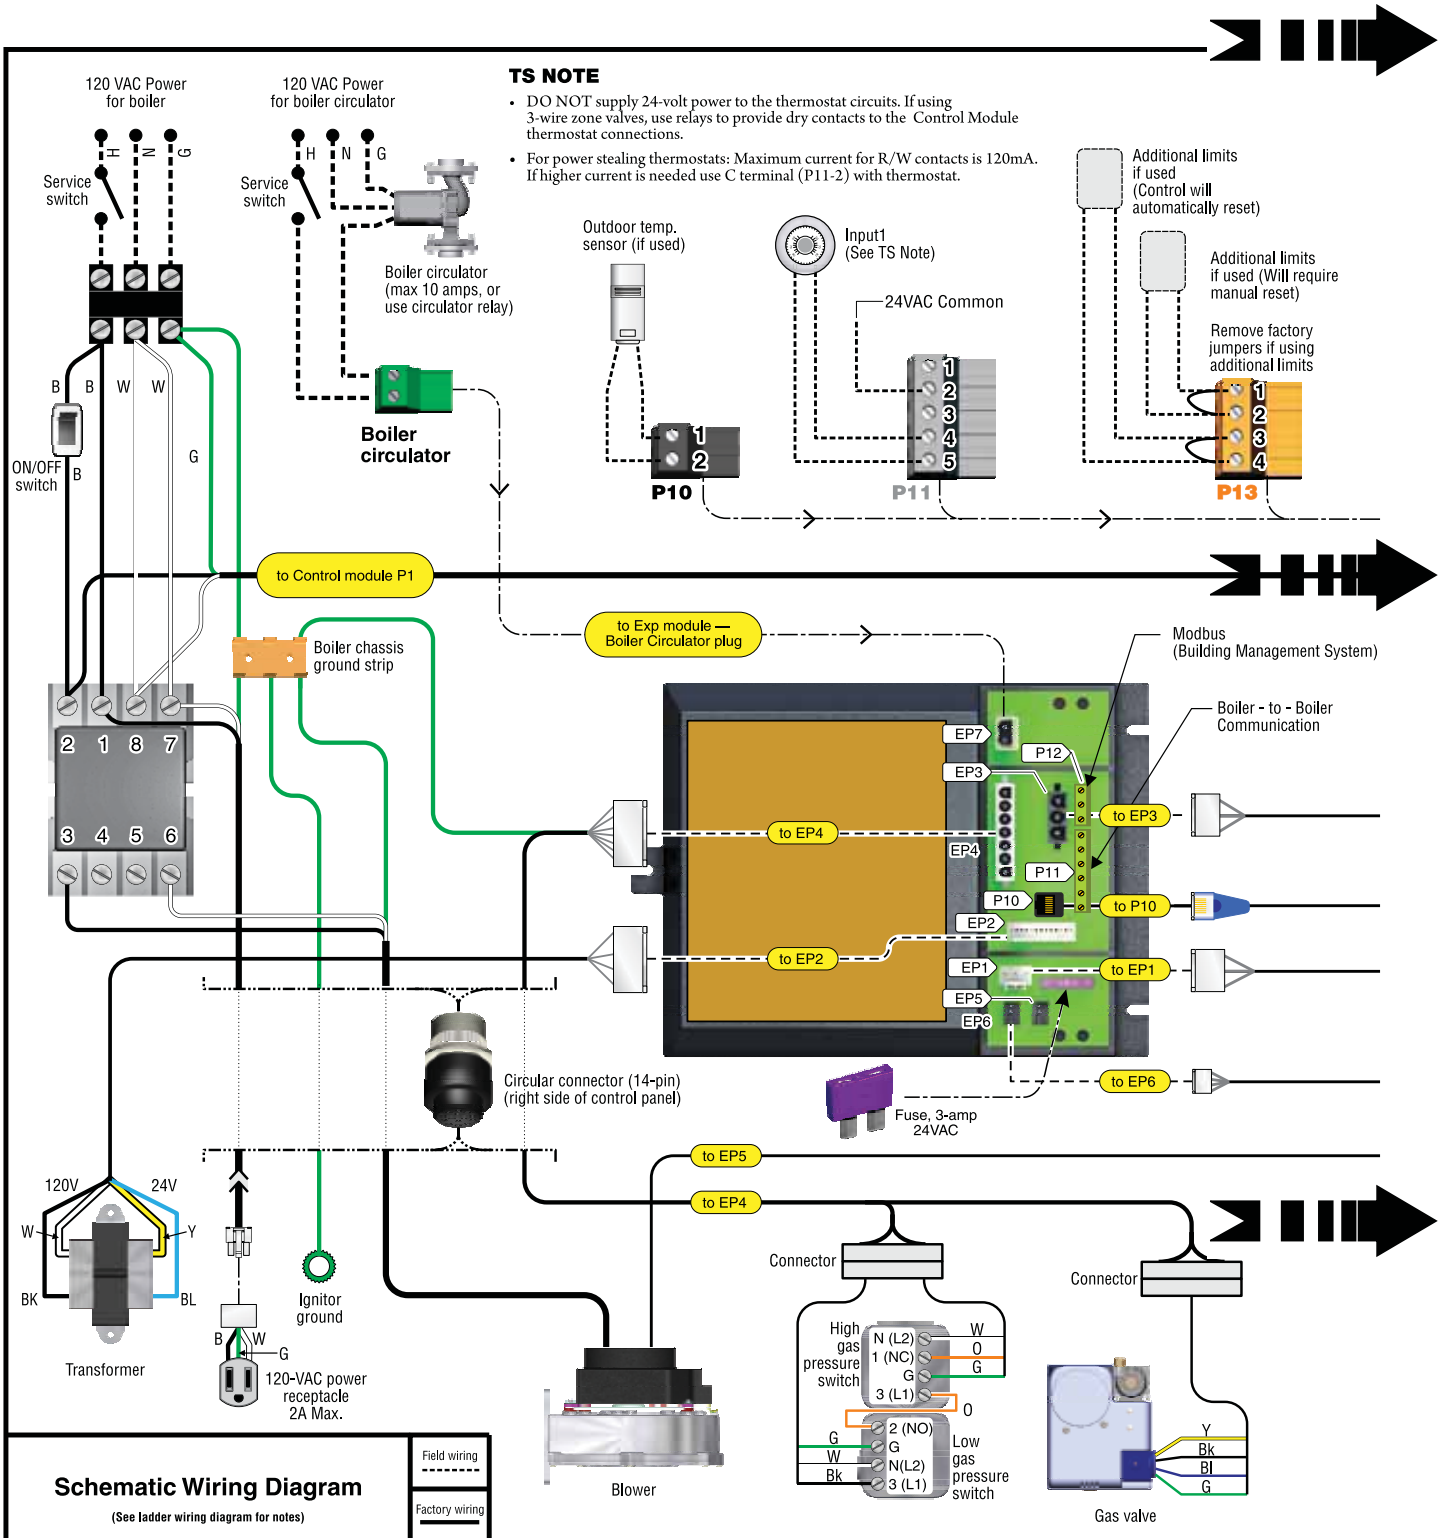 120 VAC Power
for boiler
H
N
G
Service
switch
120 VAC Power
for boiler circulator
H
N
G
Service
switch
Boiler circulator
(max 10 amps, or
use circulator relay)
TS NOTE
• DO NOT supply 24-volt power to the thermostat circuits. If using
3-wire zone valves, use relays to provide dry contacts to the Control Module
thermostat connections.
• For power stealing thermostats: Maximum current for R/W contacts is 120mA.
If higher current is needed use C terminal (P11-2) with thermostat.
Outdoor temp.
sensor (if used)
Input1
(See TS Note)
24VAC Common
Additional limits
if used
(Control will
automatically reset)
Additional limits
if used (Will require
manual reset)
Remove factory
jumpers if using
additional limits
B
B
W
W
ON/OFF
switch
B
G
Boiler
circulator
1
2
P10
1
2
3
4
5
P11
1
2
3
4
P13
to Control module P1
to Exp module —
Boiler Circulator plug
Boiler chassis
ground strip
Modbus
(Building Management System)
Boiler - to - Boiler
Communication
2
1
8
7
3
4
5
6
EP7
P12
EP3
to EP3
to EP4
EP4
P11
P10
to P10
EP2
to EP2
EP1
to EP1
EP5
EP6
to EP6
Circular connector (14-pin)
(right side of control panel)
Fuse, 3-amp
24VAC
to EP5
to EP4
120V
24V
W
Y
BK
BL
Transformer
Ignitor
ground
B
W
G
120-VAC power
receptacle
2A Max.
Blower
Connector
High
gas
pressure
switch
N (L2)
1 (NC)
G
3 (L1)
W
O
G
O
2 (NO)
G
N(L2)
3 (L1)
G
W
Bk
Low
gas
pressure
switch
Connector
Y
Bk
Bl
G
Gas valve
Schematic Wiring Diagram
(See ladder wiring diagram for notes)
Field wiring
Factory wiring